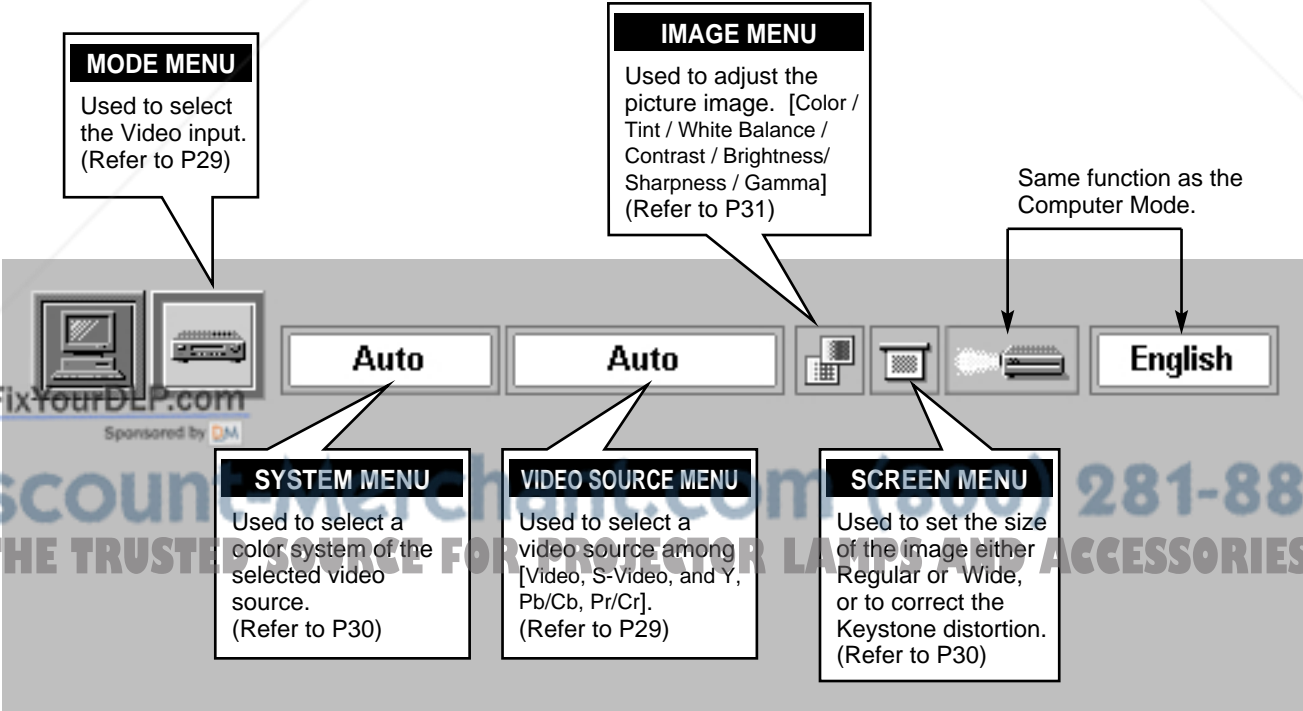 MODE MENU
Used to select
the Video input.
(Refer to P29)
IMAGE MENU
Used to adjust the
picture image. [Color /
Tint / White Balance /
Contrast / Brightness/
Sharpness / Gamma]
(Refer to P31)
Same function as the
Computer Mode.
Auto
Auto
English
FixYourDLP.com
Sponsored by DM
SYSTEM MENU
Used to select a
color system of the
selected video
source.
(Refer to P30)
VIDEO SOURCE MENU
Used to select a
video source among
[Video, S-Video, and Y,
Pb/Cb, Pr/Cr].
(Refer to P29)
SCREEN MENU
Used to set the size
of the image either
Regular or Wide,
or to correct the
Keystone distortion.
(Refer to P30)
scount-Merchant.com (800) 281-88
THE TRUSTED SOURCE FOR PROJECTOR LAMPS AND ACCESSORIES